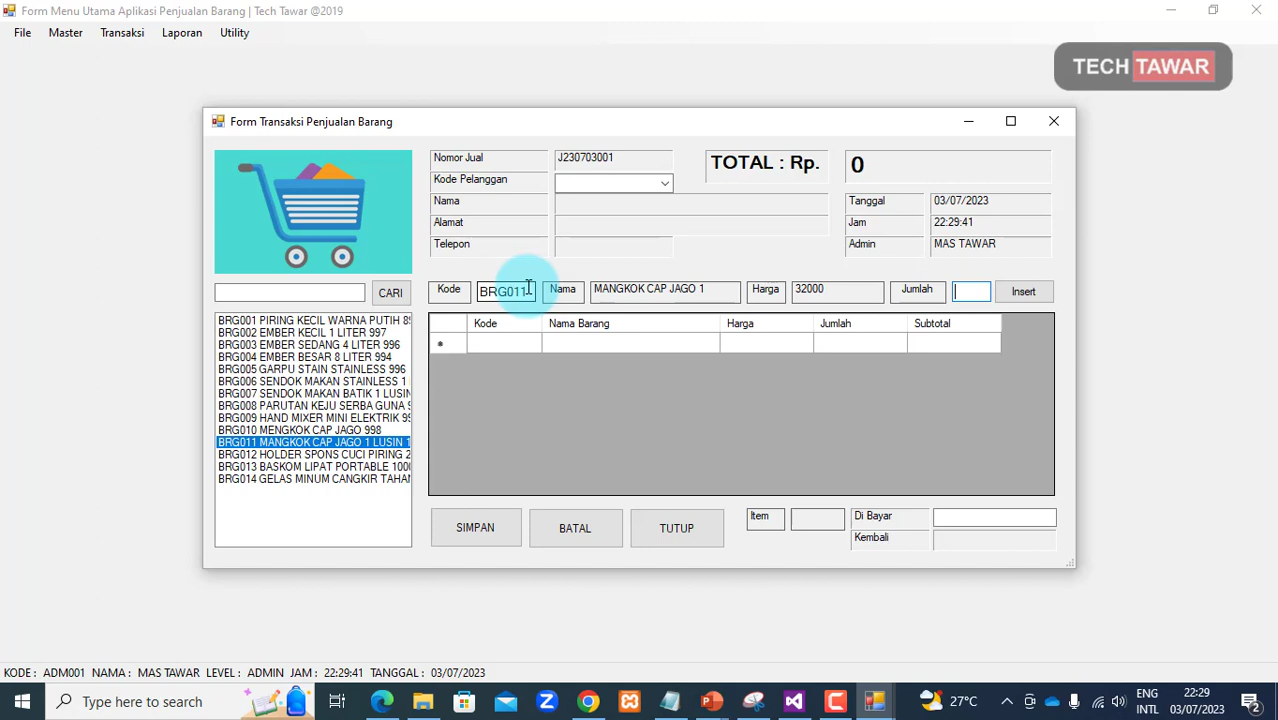 Form Menu Utama Aplikasi Penjualan Barang | Tech Tawar @2019
File Master Transaksi Laporan Utility
TECH TAWAR
Form Transaksi Penjualan Barang
Nomor Jual J230703001 TOTAL : Rp. 0
Kode Pelanggan
Nama Tanggal 03/07/2023
Alamat Jam 22:29:41
Telepon Admin MAS TAWAR
CARI Kode BRG011 Nama MANGKOK CAP JAGO 1 Harga 32000 Jumlah Insert
Kode Nama Barang Harga Jumlah Subtotal
*
BRG001 PIRING KECIL WARNA PUTIH
BRG002 EMBER KECIL 1 LITER 997
BRG003 EMBER SEDANG 4 LITER 996
BRG004 EMBER BESAR 8 LITER 994
BRG005 GARPU STAIN STAINLESS 996
BRG006 SENDOK MAKAN STAINLESS 1
BRG007 SENDOK MAKAN BATIK 1 LUSIN
BRG008 PARUTAN KEJU SERBA GUNA
BRG009 HAND MIXER MINI ELEKTRIK
BRG010 MENGKOK CAP JAGO 998
BRG011 MANGKOK CAP JAGO 1 LUSIN 1
BRG012 HOLDER SPONS CUCI PIRING 2
BRG013 BASKOM LIPAT PORTABLE 1000
BRG014 GELAS MINUM CANGKIR TAHAN
SIMPAN BATAL TUTUP Item Di Bayar
Kembali
KODE : ADM001 NAMA : MAS TAWAR LEVEL : ADMIN JAM : 22:29:41 TANGGAL : 03/07/2023
Type here to search 27°C ENG 22:29
INTL 03/07/2023 2